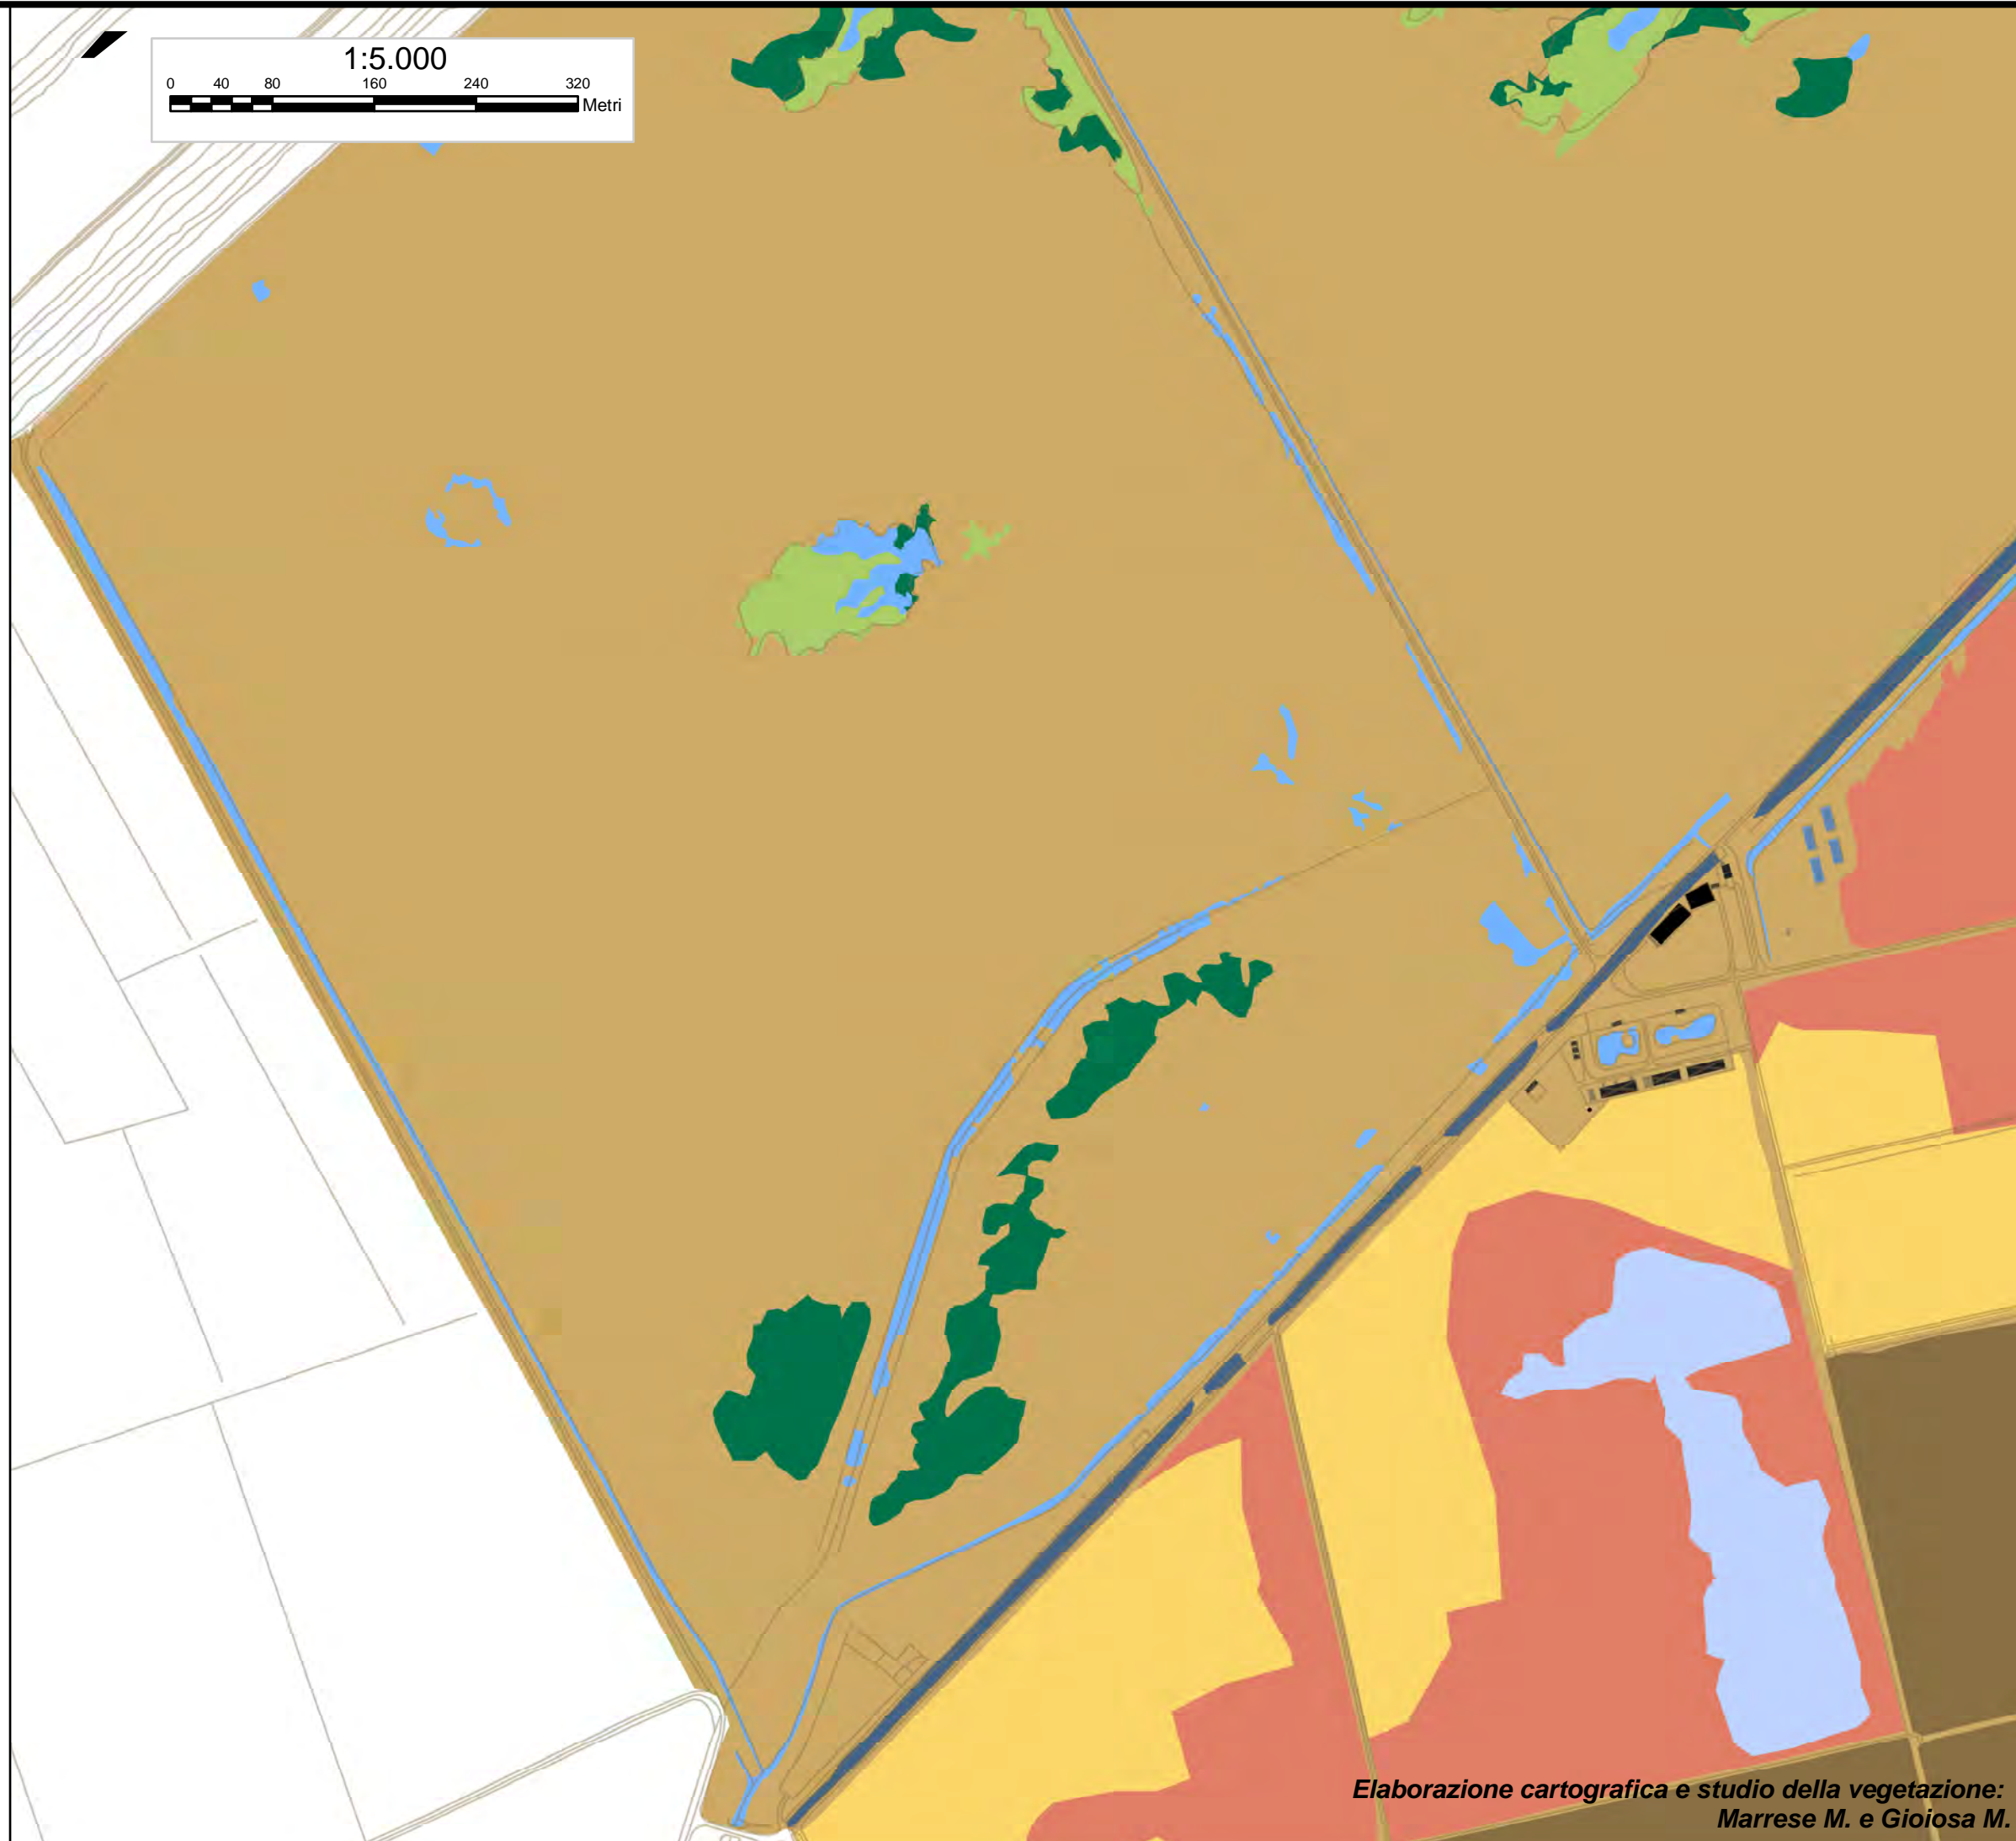 1:5.000
0 40 80 160 240 320
Metri
Elaborazione cartografica e studio della vegetazione:
Marrese M. e Gioiosa M.